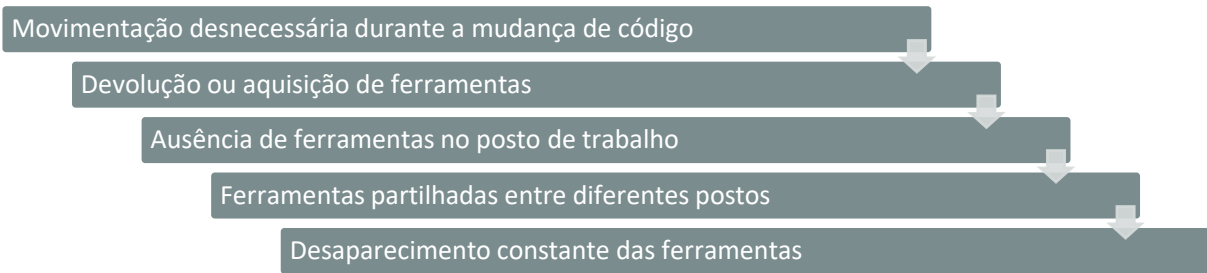 Movimentação desnecessária durante a mudança de código
Devolução ou aquisição de ferramentas
Ausência de ferramentas no posto de trabalho
Ferramentas partilhadas entre diferentes postos
Desaparecimento constante das ferramentas